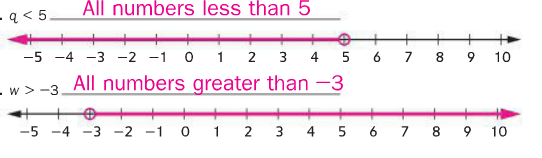 . q < 5 All numbers less than 5
−5 −4 −3 −2 −1 0 1 2 3 4 5 6 7 8 9 10
. w > −3 All numbers greater than −3
−5 −4 −3 −2 −1 0 1 2 3 4 5 6 7 8 9 10